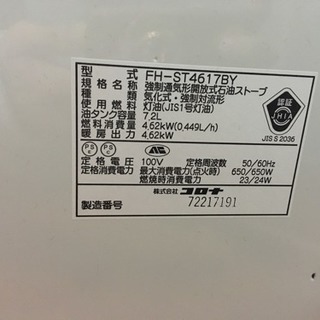 型式 FH-ST4617BY
規格名称 強制通気形開放式石油ストーブ
気化式・強制対流形
使用燃料 灯油(JIS1号灯油)
油タンク容量 7.2L
燃料消費量 4.62kW(0.449L/h)
暖房出力 4.62kW
認証
JHIA
JIS S 2036
PS C PS E
定格電圧 100V 定格周波数 50/60Hz
定格消費電力 最大消費電力(点火時) 650/650W
燃焼時消費電力 23/24W
株式会社コロナ
製造番号 72217191